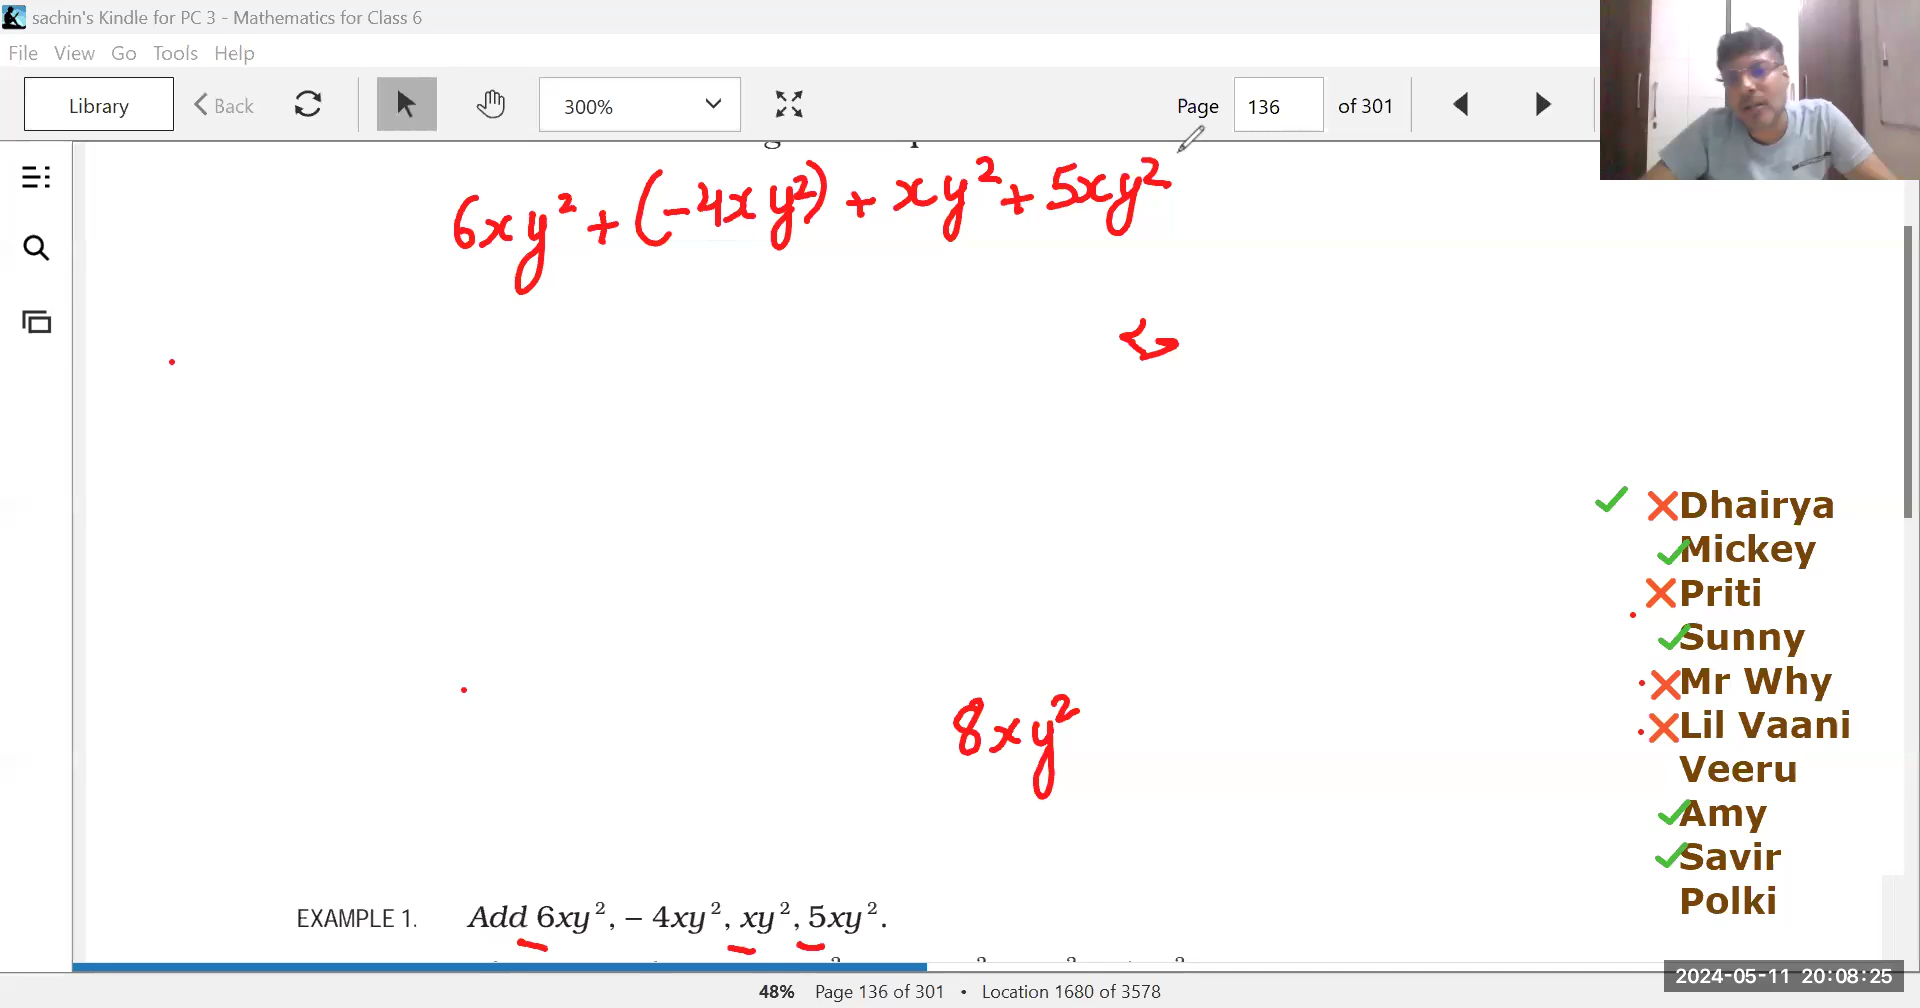 sachin's Kindle for PC 3 - Mathematics for Class 6
File View Go Tools Help
Library Back 300% Page 136 of 301
6xy² + (-4xy²) + xy² + 5xy²
Dhairya
Mickey
Priti
Sunny
Mr Why
Lil Vaani
Veeru
Amy
Savir
Polki
8xy²
EXAMPLE 1. Add 6xy², – 4xy², xy², 5xy².
2024-05-11 20:08:25
48% Page 136 of 301 • Location 1680 of 3578